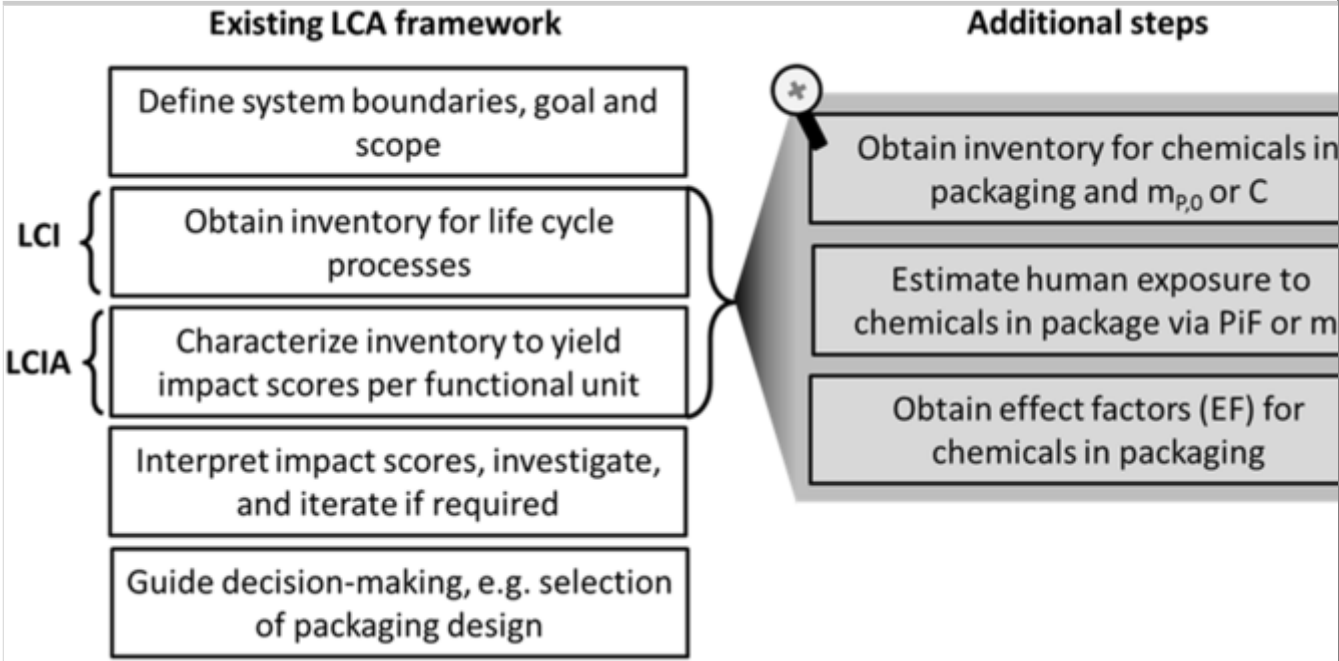 Existing LCA framework
Define system boundaries, goal and
scope
LCI
Obtain inventory for life cycle
processes
LCIA
Characterize inventory to yield
impact scores per functional unit
Interpret impact scores, investigate,
and iterate if required
Guide decision-making, e.g. selection
of packaging design
Additional steps
Obtain inventory for chemicals in
packaging and mP,0 or C
Estimate human exposure to
chemicals in package via PiF or m
Obtain effect factors (EF) for
chemicals in packaging